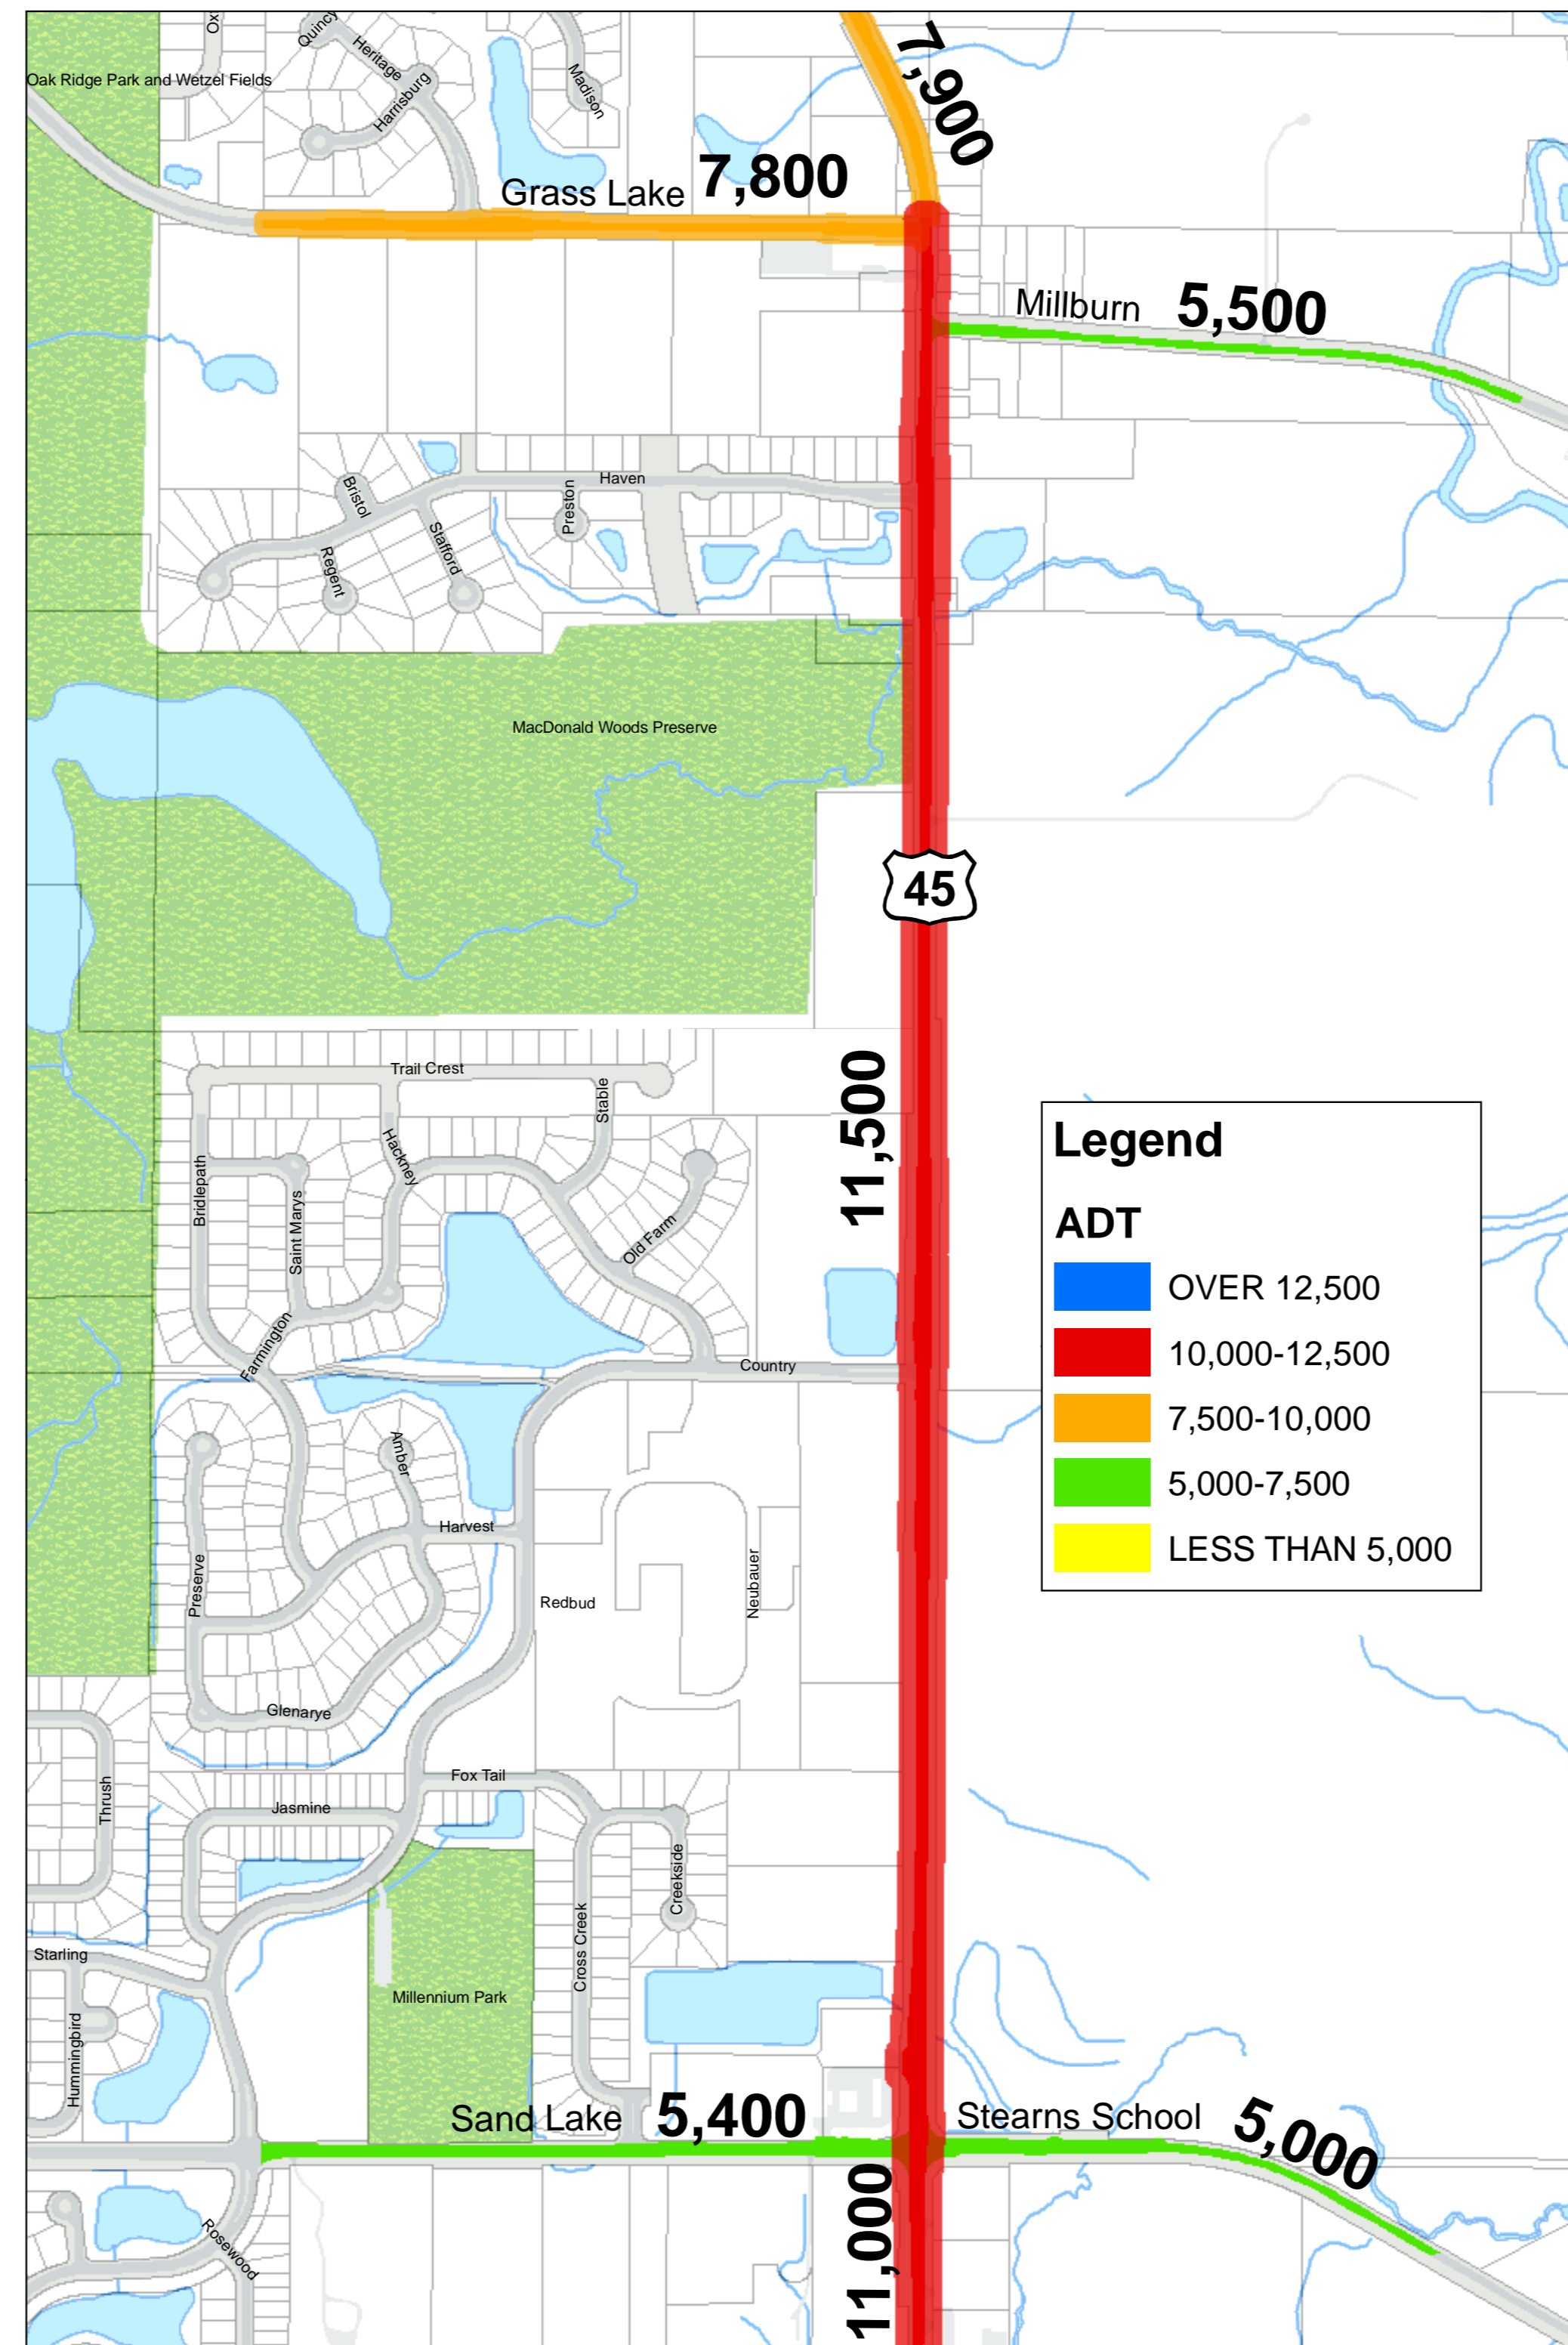 Ox
Quincy
Heritage
Harrisburg
Madison
7,900
Oak Ridge Park and Wetzel Fields
Grass Lake 7,800
Millburn 5,500
Haven
Bristol
Preston
Stafford
Regent
MacDonald Woods Preserve
45
11,500
Trail Crest
Stable
Hackney
Bridlepath
Saint Marys
Old Farm
Farmington
Country
Legend
ADT
OVER 12,500
10,000-12,500
7,500-10,000
5,000-7,500
LESS THAN 5,000
Amber
Harvest
Preserve
Redbud
Neubauer
Glenarye
Fox Tail
Thrush
Jasmine
Creekside
Cross Creek
Starling
Millennium Park
Hummingbird
Sand Lake 5,400
Stearns School 5,000
11,000
Rosewood